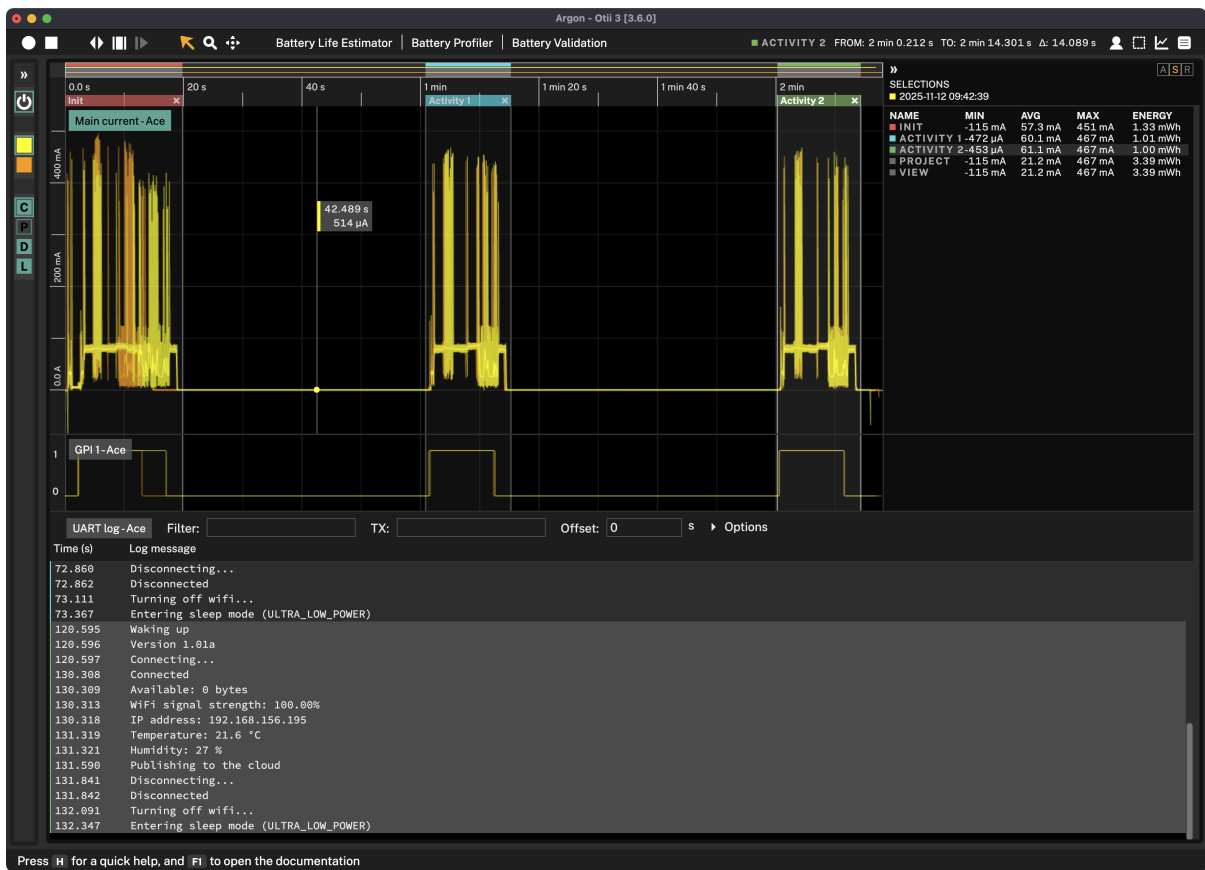 Argon - Otii 3 [3.6.0]
Battery Life Estimator | Battery Profiler | Battery Validation
ACTIVITY 2 FROM: 2 min 0.212 s TO: 2 min 14.301 s Δ: 14.089 s
»
»
A S R
SELECTIONS
2025-11-12 09:42:39
0.0 s 20 s 40 s 1 min 1 min 20 s 1 min 40 s 2 min
Init × Activity 1 × Activity 2 ×
Main current - Ace
NAME MIN AVG MAX ENERGY
INIT -115 mA 57.3 mA 451 mA 1.33 mWh
ACTIVITY 1 -472 µA 60.1 mA 467 mA 1.01 mWh
ACTIVITY 2 -453 µA 61.1 mA 467 mA 1.00 mWh
PROJECT -115 mA 21.2 mA 467 mA 3.39 mWh
VIEW -115 mA 21.2 mA 467 mA 3.39 mWh
400 mA
200 mA
0.0 A
42.489 s
514 µA
C
P
D
L
GPI 1 - Ace
1
0
UART log - Ace Filter: TX: Offset: 0 s Options
Time (s) Log message
72.860 Disconnecting...
72.862 Disconnected
73.111 Turning off wifi...
73.367 Entering sleep mode (ULTRA_LOW_POWER)
120.595 Waking up
120.596 Version 1.01a
120.597 Connecting...
130.308 Connected
130.309 Available: 0 bytes
130.313 WiFi signal strength: 100.00%
130.318 IP address: 192.168.156.195
131.319 Temperature: 21.6 °C
131.321 Humidity: 27 %
131.590 Publishing to the cloud
131.841 Disconnecting...
131.842 Disconnected
132.091 Turning off wifi...
132.347 Entering sleep mode (ULTRA_LOW_POWER)
Press H for a quick help, and F1 to open the documentation